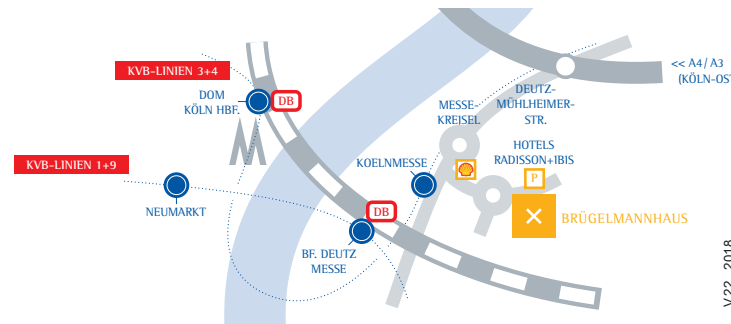 << A4/A3
(KÖLN-OST
KVB-LINIEN 3+4
DOM
KÖLN HBF.
DB
DEUTZ-
MÜHLHEIMER-
STR.
MESSE-
KREISEL
HOTELS
RADISSON+IBIS
KVB-LINIEN 1+9
KOELNMESSE
P
NEUMARKT
DB
BRÜGELMANNHAUS
BF. DEUTZ
MESSE
V.22_2018